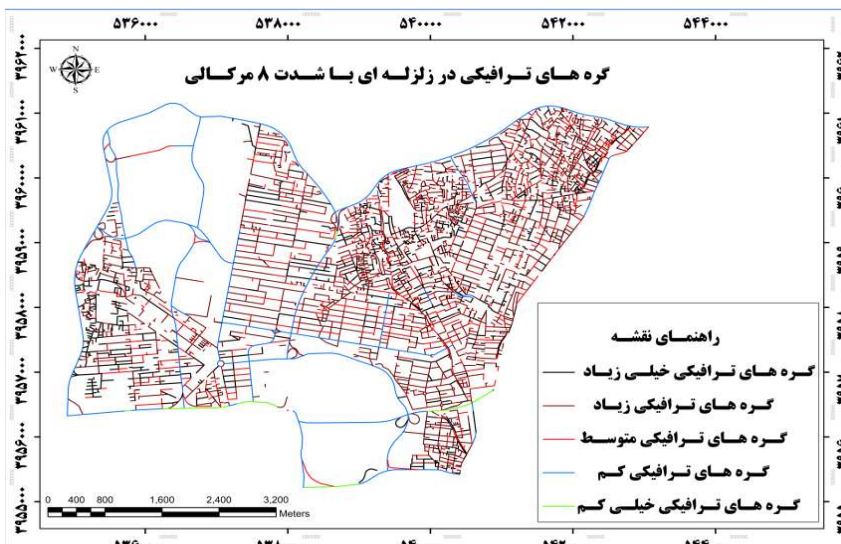 ۵۳۶۰۰۰ ۵۳۸۰۰۰ ۵۴۰۰۰۰ ۵۴۲۰۰۰ ۵۴۴۰۰۰
گره های ترافیکی در زلزله ای با شدت ۸ مرکالی
N
W E
S
۳۹۶۲۰۰۰
۳۹۶۱۰۰۰
۳۹۶۰۰۰۰
۳۹۵۹۰۰۰
۳۹۵۸۰۰۰
۳۹۵۷۰۰۰
۳۹۵۶۰۰۰
۳۹۵۵۰۰۰
راهنمای نقشه
گره های ترافیکی خیلی زیاد
گره های ترافیکی زیاد
گره های ترافیکی متوسط
گره های ترافیکی کم
گره های ترافیکی خیلی کم
0 400 800 1,600 2,400 3,200
Meters